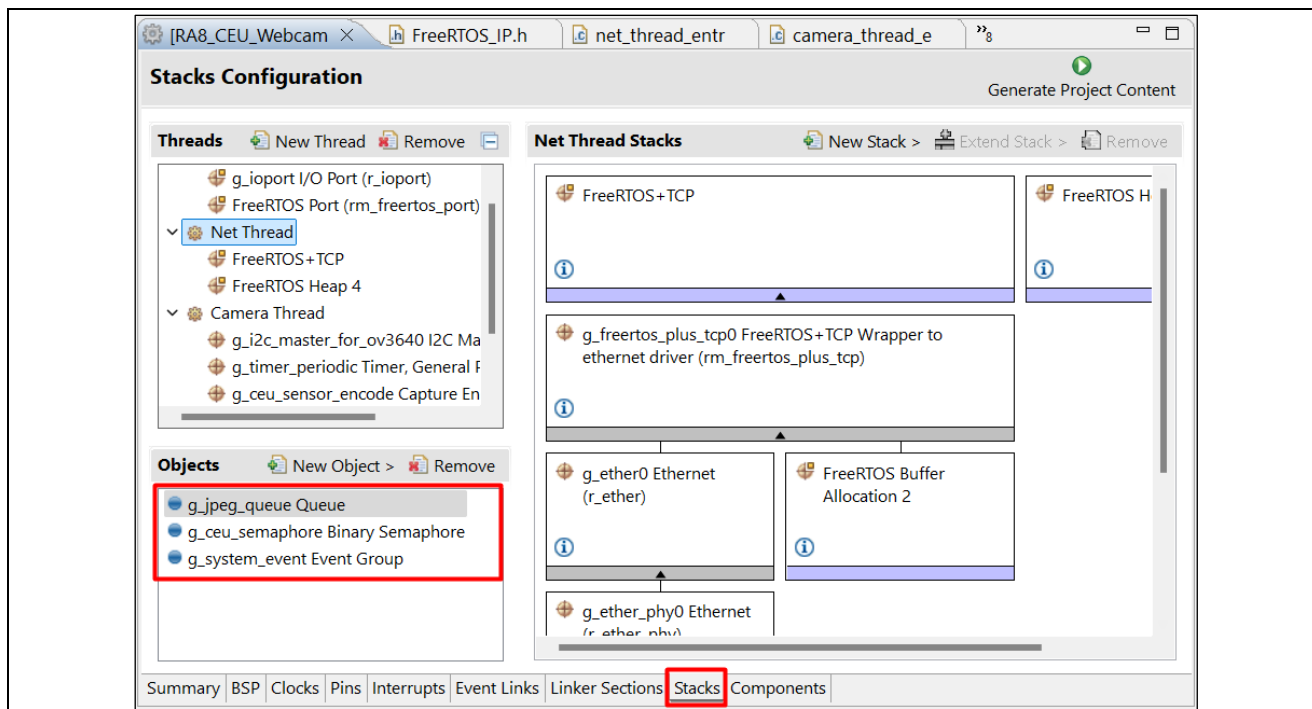 [RA8_CEU_Webcam
FreeRTOS_IP.h
net_thread_entr
camera_thread_e
»8
Stacks Configuration
Generate Project Content
Threads
New Thread
Remove
g_ioport I/O Port (r_ioport)
FreeRTOS Port (rm_freertos_port)
Net Thread
FreeRTOS+TCP
FreeRTOS Heap 4
Camera Thread
g_i2c_master_for_ov3640 I2C Ma
g_timer_periodic Timer, General P
g_ceu_sensor_encode Capture En
Objects
New Object >
Remove
g_jpeg_queue Queue
g_ceu_semaphore Binary Semaphore
g_system_event Event Group
Net Thread Stacks
New Stack >
Extend Stack >
Remove
FreeRTOS+TCP
FreeRTOS H
g_freertos_plus_tcp0 FreeRTOS+TCP Wrapper to
ethernet driver (rm_freertos_plus_tcp)
g_ether0 Ethernet
(r_ether)
FreeRTOS Buffer
Allocation 2
g_ether_phy0 Ethernet
(r_ether_phy)
Summary BSP Clocks Pins Interrupts Event Links Linker Sections Stacks Components